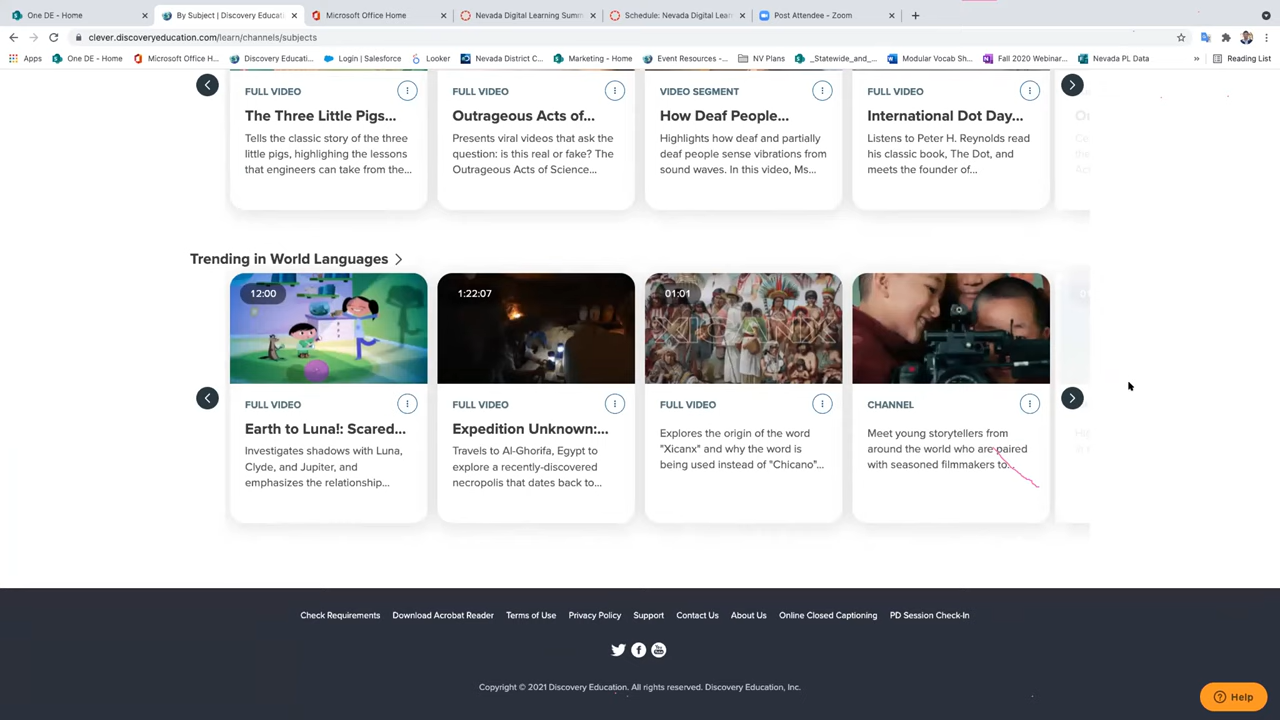 One DE - Home
By Subject | Discovery Educati
Microsoft Office Home
Nevada Digital Learning Summ
Schedule: Nevada Digital Lear
Post Attendee - Zoom
clever.discoveryeducation.com/learn/channels/subjects
Apps
One DE - Home
Microsoft Office H...
Discovery Educati...
Login | Salesforce
Looker
Nevada District C...
Marketing - Home
Event Resources -...
NV Plans
_Statewide_and_...
Modular Vocab Sh...
Fall 2020 Webinar...
Nevada PL Data
»
Reading List
FULL VIDEO
The Three Little Pigs...
Tells the classic story of the three
little pigs, highlighting the lessons
that engineers can take from the...
FULL VIDEO
Outrageous Acts of...
Presents viral videos that ask the
question: is this real or fake? The
Outrageous Acts of Science...
VIDEO SEGMENT
How Deaf People...
Highlights how deaf and partially
deaf people sense vibrations from
sound waves. In this video, Ms...
FULL VIDEO
International Dot Day...
Listens to Peter H. Reynolds read
his classic book, The Dot, and
meets the founder of...
Trending in World Languages
12:00
FULL VIDEO
Earth to Luna!: Scared...
Investigates shadows with Luna,
Clyde, and Jupiter, and
emphasizes the relationship...
1:22:07
FULL VIDEO
Expedition Unknown:...
Travels to Al-Ghorifa, Egypt to
explore a recently-discovered
necropolis that dates back to...
01:01
XICANIX
FULL VIDEO
Explores the origin of the word
"Xicanx" and why the word is
being used instead of "Chicano"...
CHANNEL
Meet young storytellers from
around the world who are paired
with seasoned filmmakers to...
Check Requirements
Download Acrobat Reader
Terms of Use
Privacy Policy
Support
Contact Us
About Us
Online Closed Captioning
PD Session Check-In
Copyright © 2021 Discovery Education. All rights reserved. Discovery Education, Inc.
Help